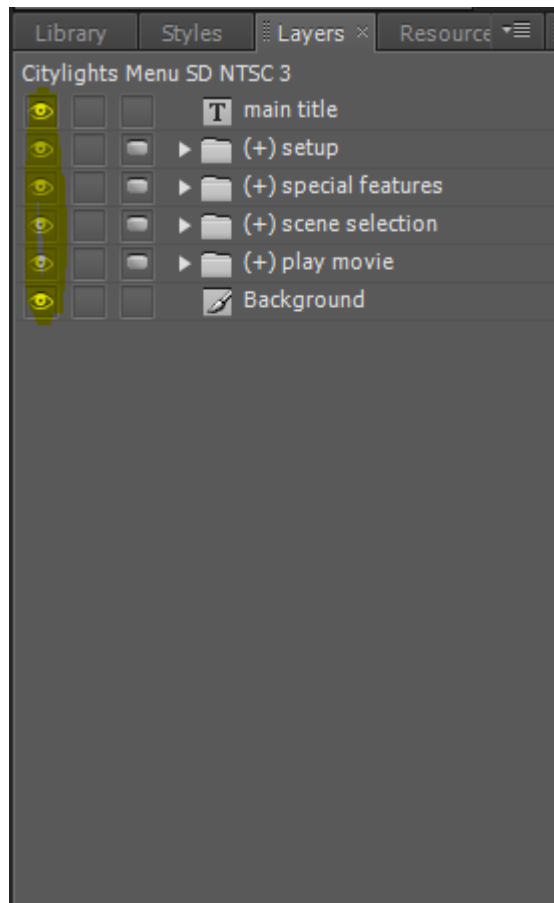 Library Styles Layers × Resource
Citylights Menu SD NTSC 3
T main title
(+) setup
(+) special features
(+) scene selection
(+) play movie
Background